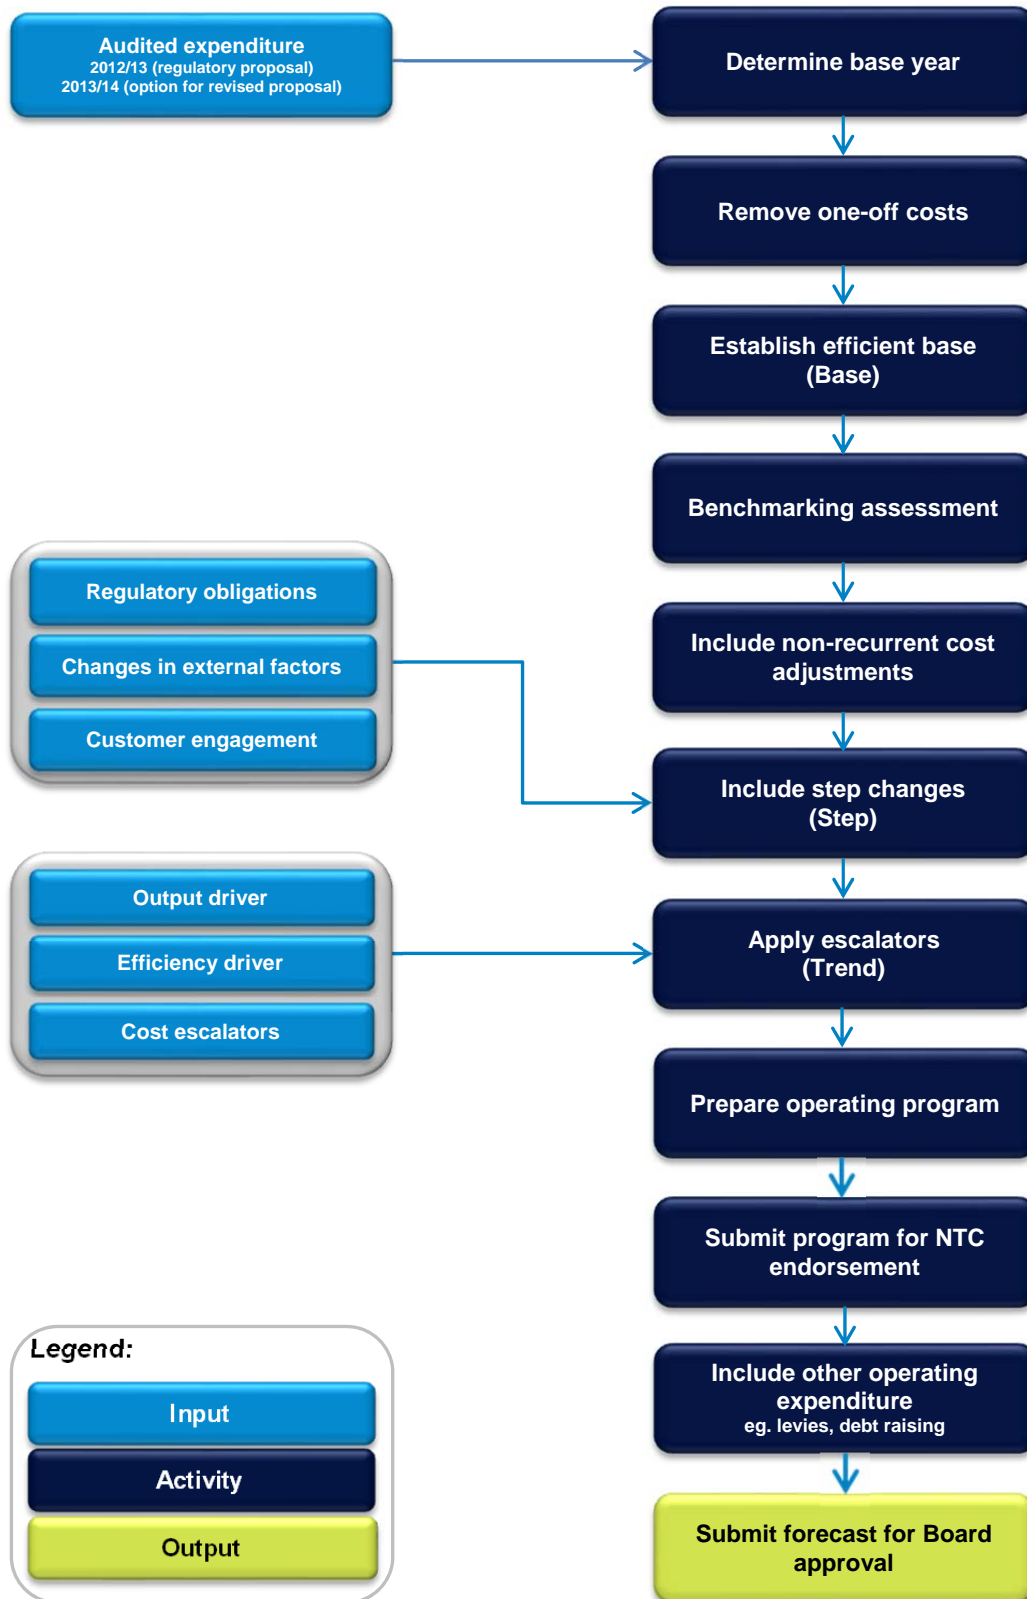 Audited expenditure
2012/13 (regulatory proposal)
2013/14 (option for revised proposal)
Determine base year
Remove one-off costs
Establish efficient base
(Base)
Benchmarking assessment
Regulatory obligations
Changes in external factors
Customer engagement
Include non-recurrent cost
adjustments
Include step changes
(Step)
Output driver
Efficiency driver
Cost escalators
Apply escalators
(Trend)
Prepare operating program
Submit program for NTC
endorsement
Include other operating
expenditure
eg. levies, debt raising
Submit forecast for Board
approval
Legend:
Input
Activity
Output